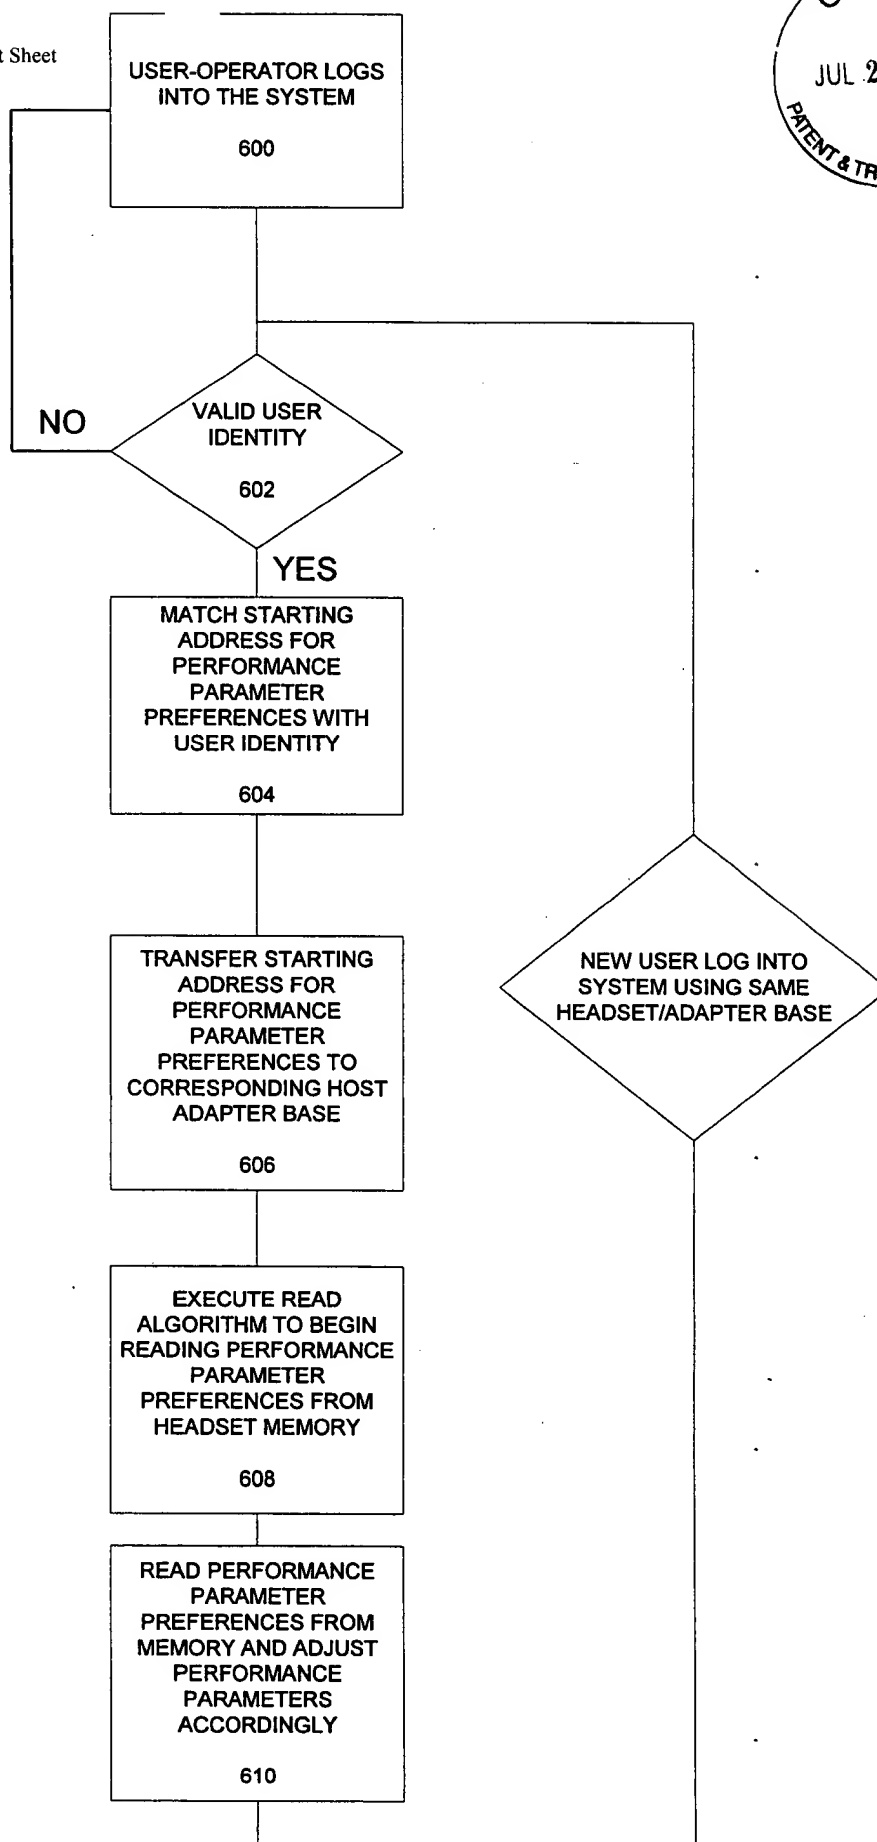 t Sheet
JUL 2
PATENT & TR
USER-OPERATOR LOGS
INTO THE SYSTEM
600
NO
VALID USER
IDENTITY
602
YES
MATCH STARTING
ADDRESS FOR
PERFORMANCE
PARAMETER
PREFERENCES WITH
USER IDENTITY
604
TRANSFER STARTING
ADDRESS FOR
PERFORMANCE
PARAMETER
PREFERENCES TO
CORRESPONDING HOST
ADAPTER BASE
606
NEW USER LOG INTO
SYSTEM USING SAME
HEADSET/ADAPTER BASE
EXECUTE READ
ALGORITHM TO BEGIN
READING PERFORMANCE
PARAMETER
PREFERENCES FROM
HEADSET MEMORY
608
READ PERFORMANCE
PARAMETER
PREFERENCES FROM
MEMORY AND ADJUST
PERFORMANCE
PARAMETERS
ACCORDINGLY
610